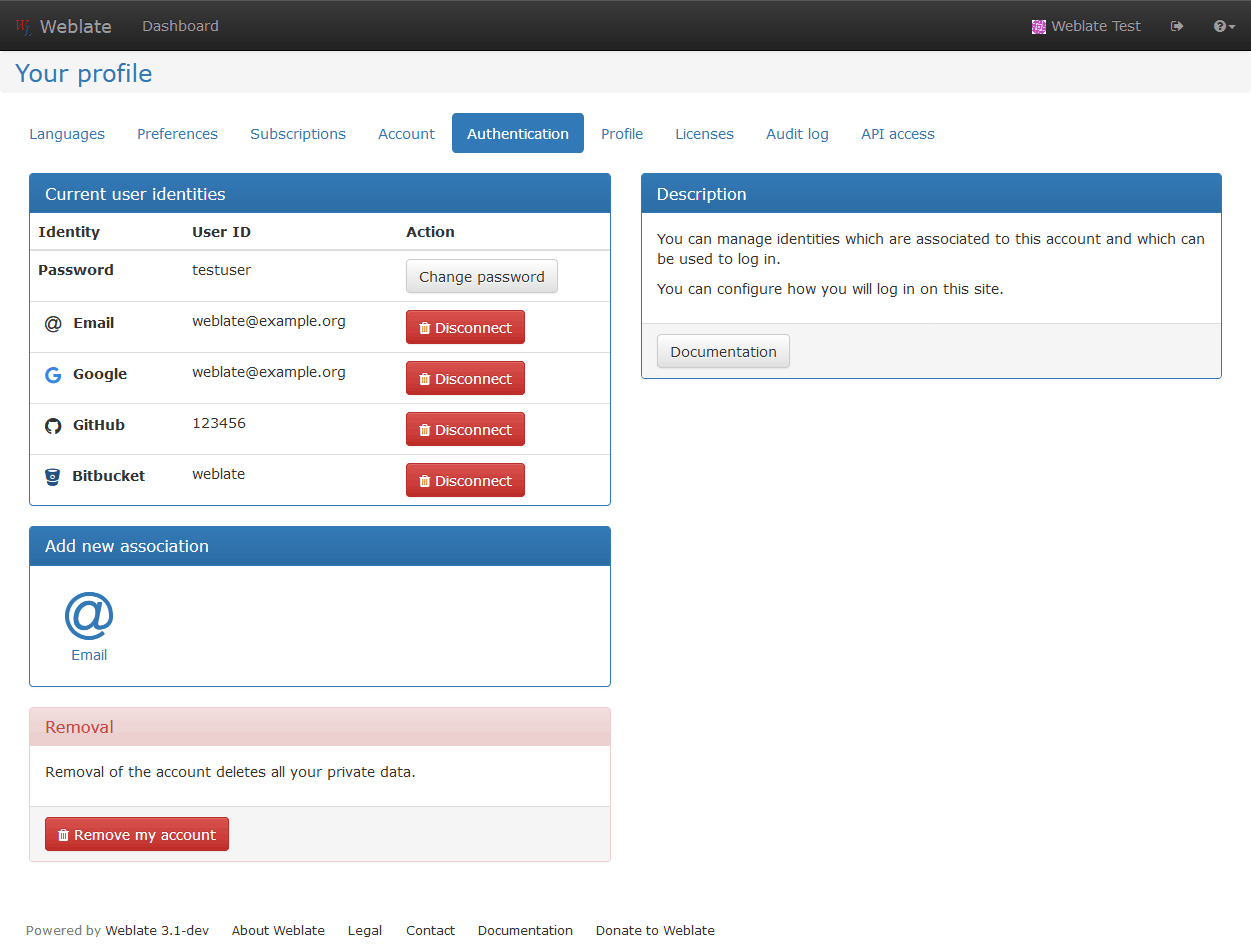 Weblate Dashboard Weblate Test
Your profile
Languages Preferences Subscriptions Account Authentication Profile Licenses Audit log API access
Current user identities
Identity User ID Action
Password testuser Change password
@ Email weblate@example.org Disconnect
G Google weblate@example.org Disconnect
GitHub 123456 Disconnect
Bitbucket weblate Disconnect
Add new association
@
Email
Removal
Removal of the account deletes all your private data.
Remove my account
Description
You can manage identities which are associated to this account and which can
be used to log in.
You can configure how you will log in on this site.
Documentation
Powered by Weblate 3.1-dev About Weblate Legal Contact Documentation Donate to Weblate